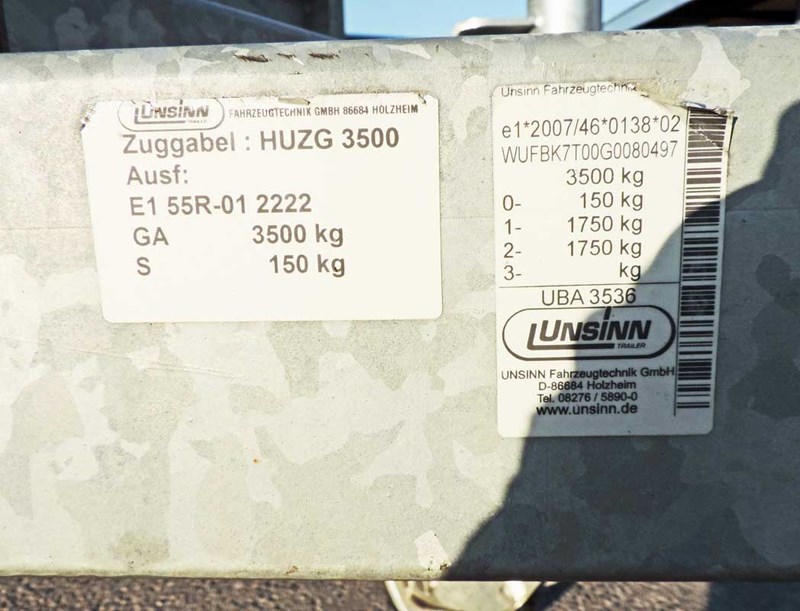 UNSINN FAHRZEUGTECHNIK GMBH 86684 HOLZHEIM
TRAILER
Zuggabel : HUZG 3500
Ausf:
E1 55R-01 2222
GA 3500 kg
S 150 kg
Unsinn Fahrzeugtechnik
e1*2007/46*0138*02
WUFBK7T00G0080497
3500 kg
0- 150 kg
1- 1750 kg
2- 1750 kg
3- kg
UBA 3536
UNSINN
TRAILER
UNSINN Fahrzeugtechnik GmbH
D-86684 Holzheim
Tel. 08276 / 5890-0
www.unsinn.de